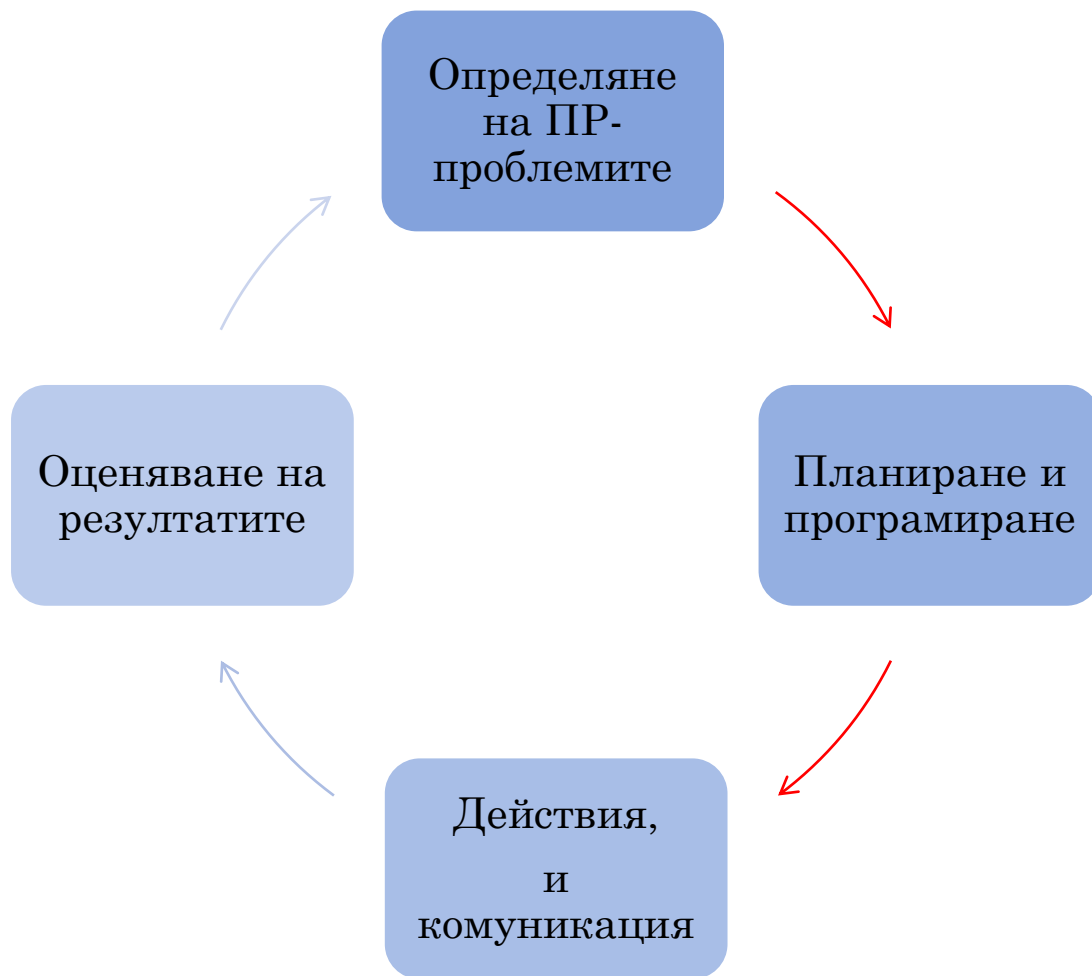 Определяне
на ПР-
проблемите
Планиране и
програмиране
Действия,
и
комуникация
Оценяване на
резултатите